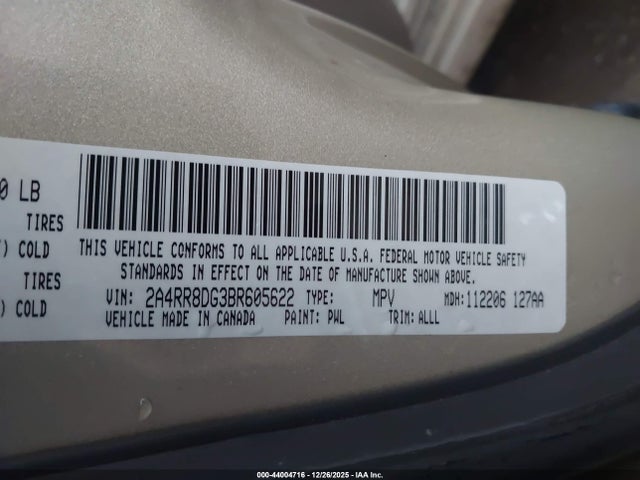 0 LB
TIRES
) COLD
TIRES
) COLD
THIS VEHICLE CONFORMS TO ALL APPLICABLE U.S.A. FEDERAL MOTOR VEHICLE SAFETY
STANDARDS IN EFFECT ON THE DATE OF MANUFACTURE SHOWN ABOVE.
VIN: 2A4RR8DG3BR605622 TYPE: MPV MDH: 112206 127AA
VEHICLE MADE IN CANADA PAINT: PWL TRIM: ALLL
000-44004716 - 12/26/2025 - IAA Inc.